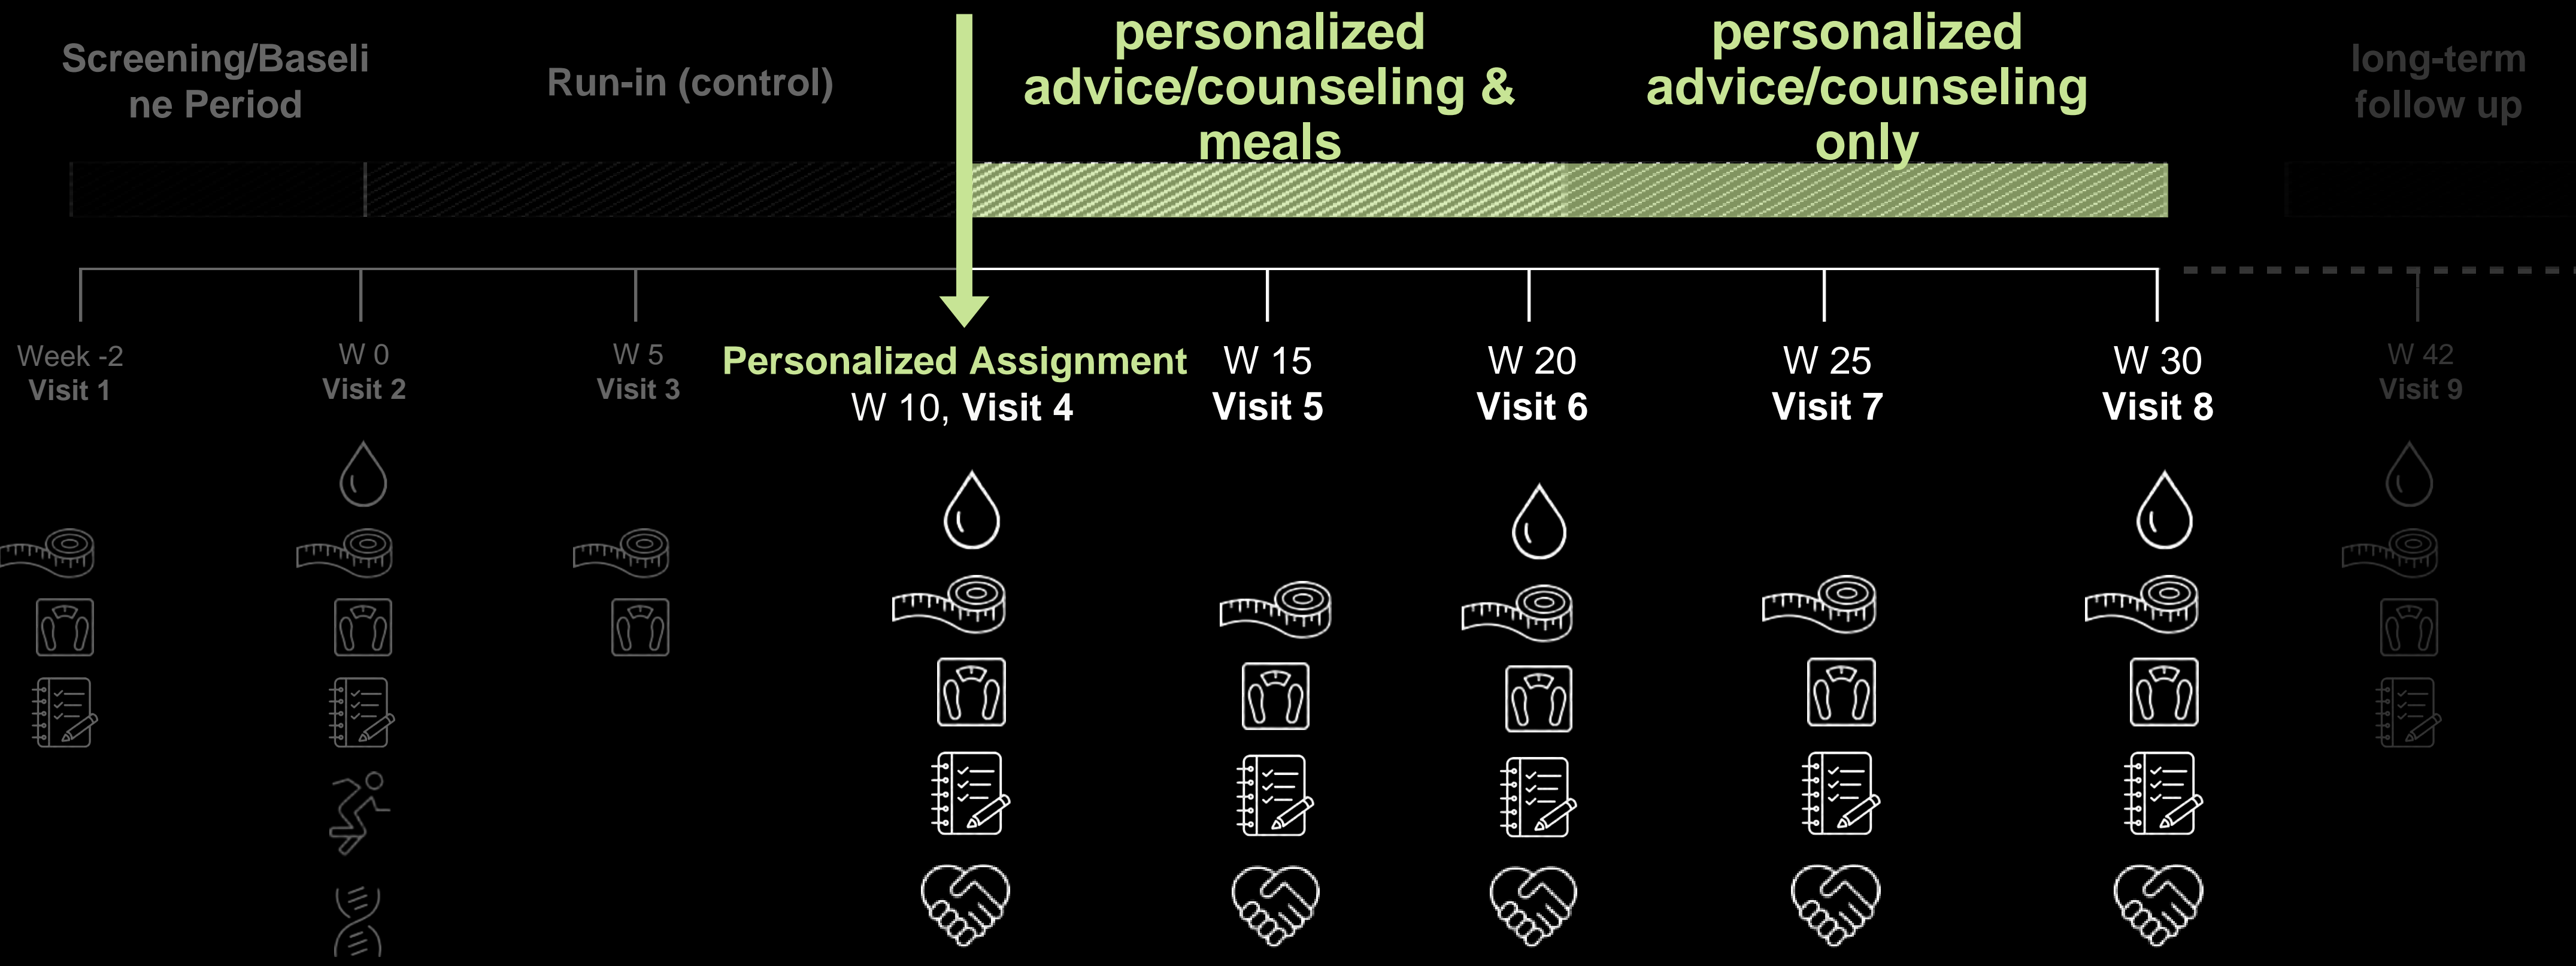 Screening/Baseli
ne Period
Run-in (control)
personalized
advice/counseling &
meals
personalized
advice/counseling
only
long-term
follow up
Week -2
Visit 1
W 0
Visit 2
W 5
Visit 3
Personalized Assignment
W 10, Visit 4
W 15
Visit 5
W 20
Visit 6
W 25
Visit 7
W 30
Visit 8
W 42
Visit 9